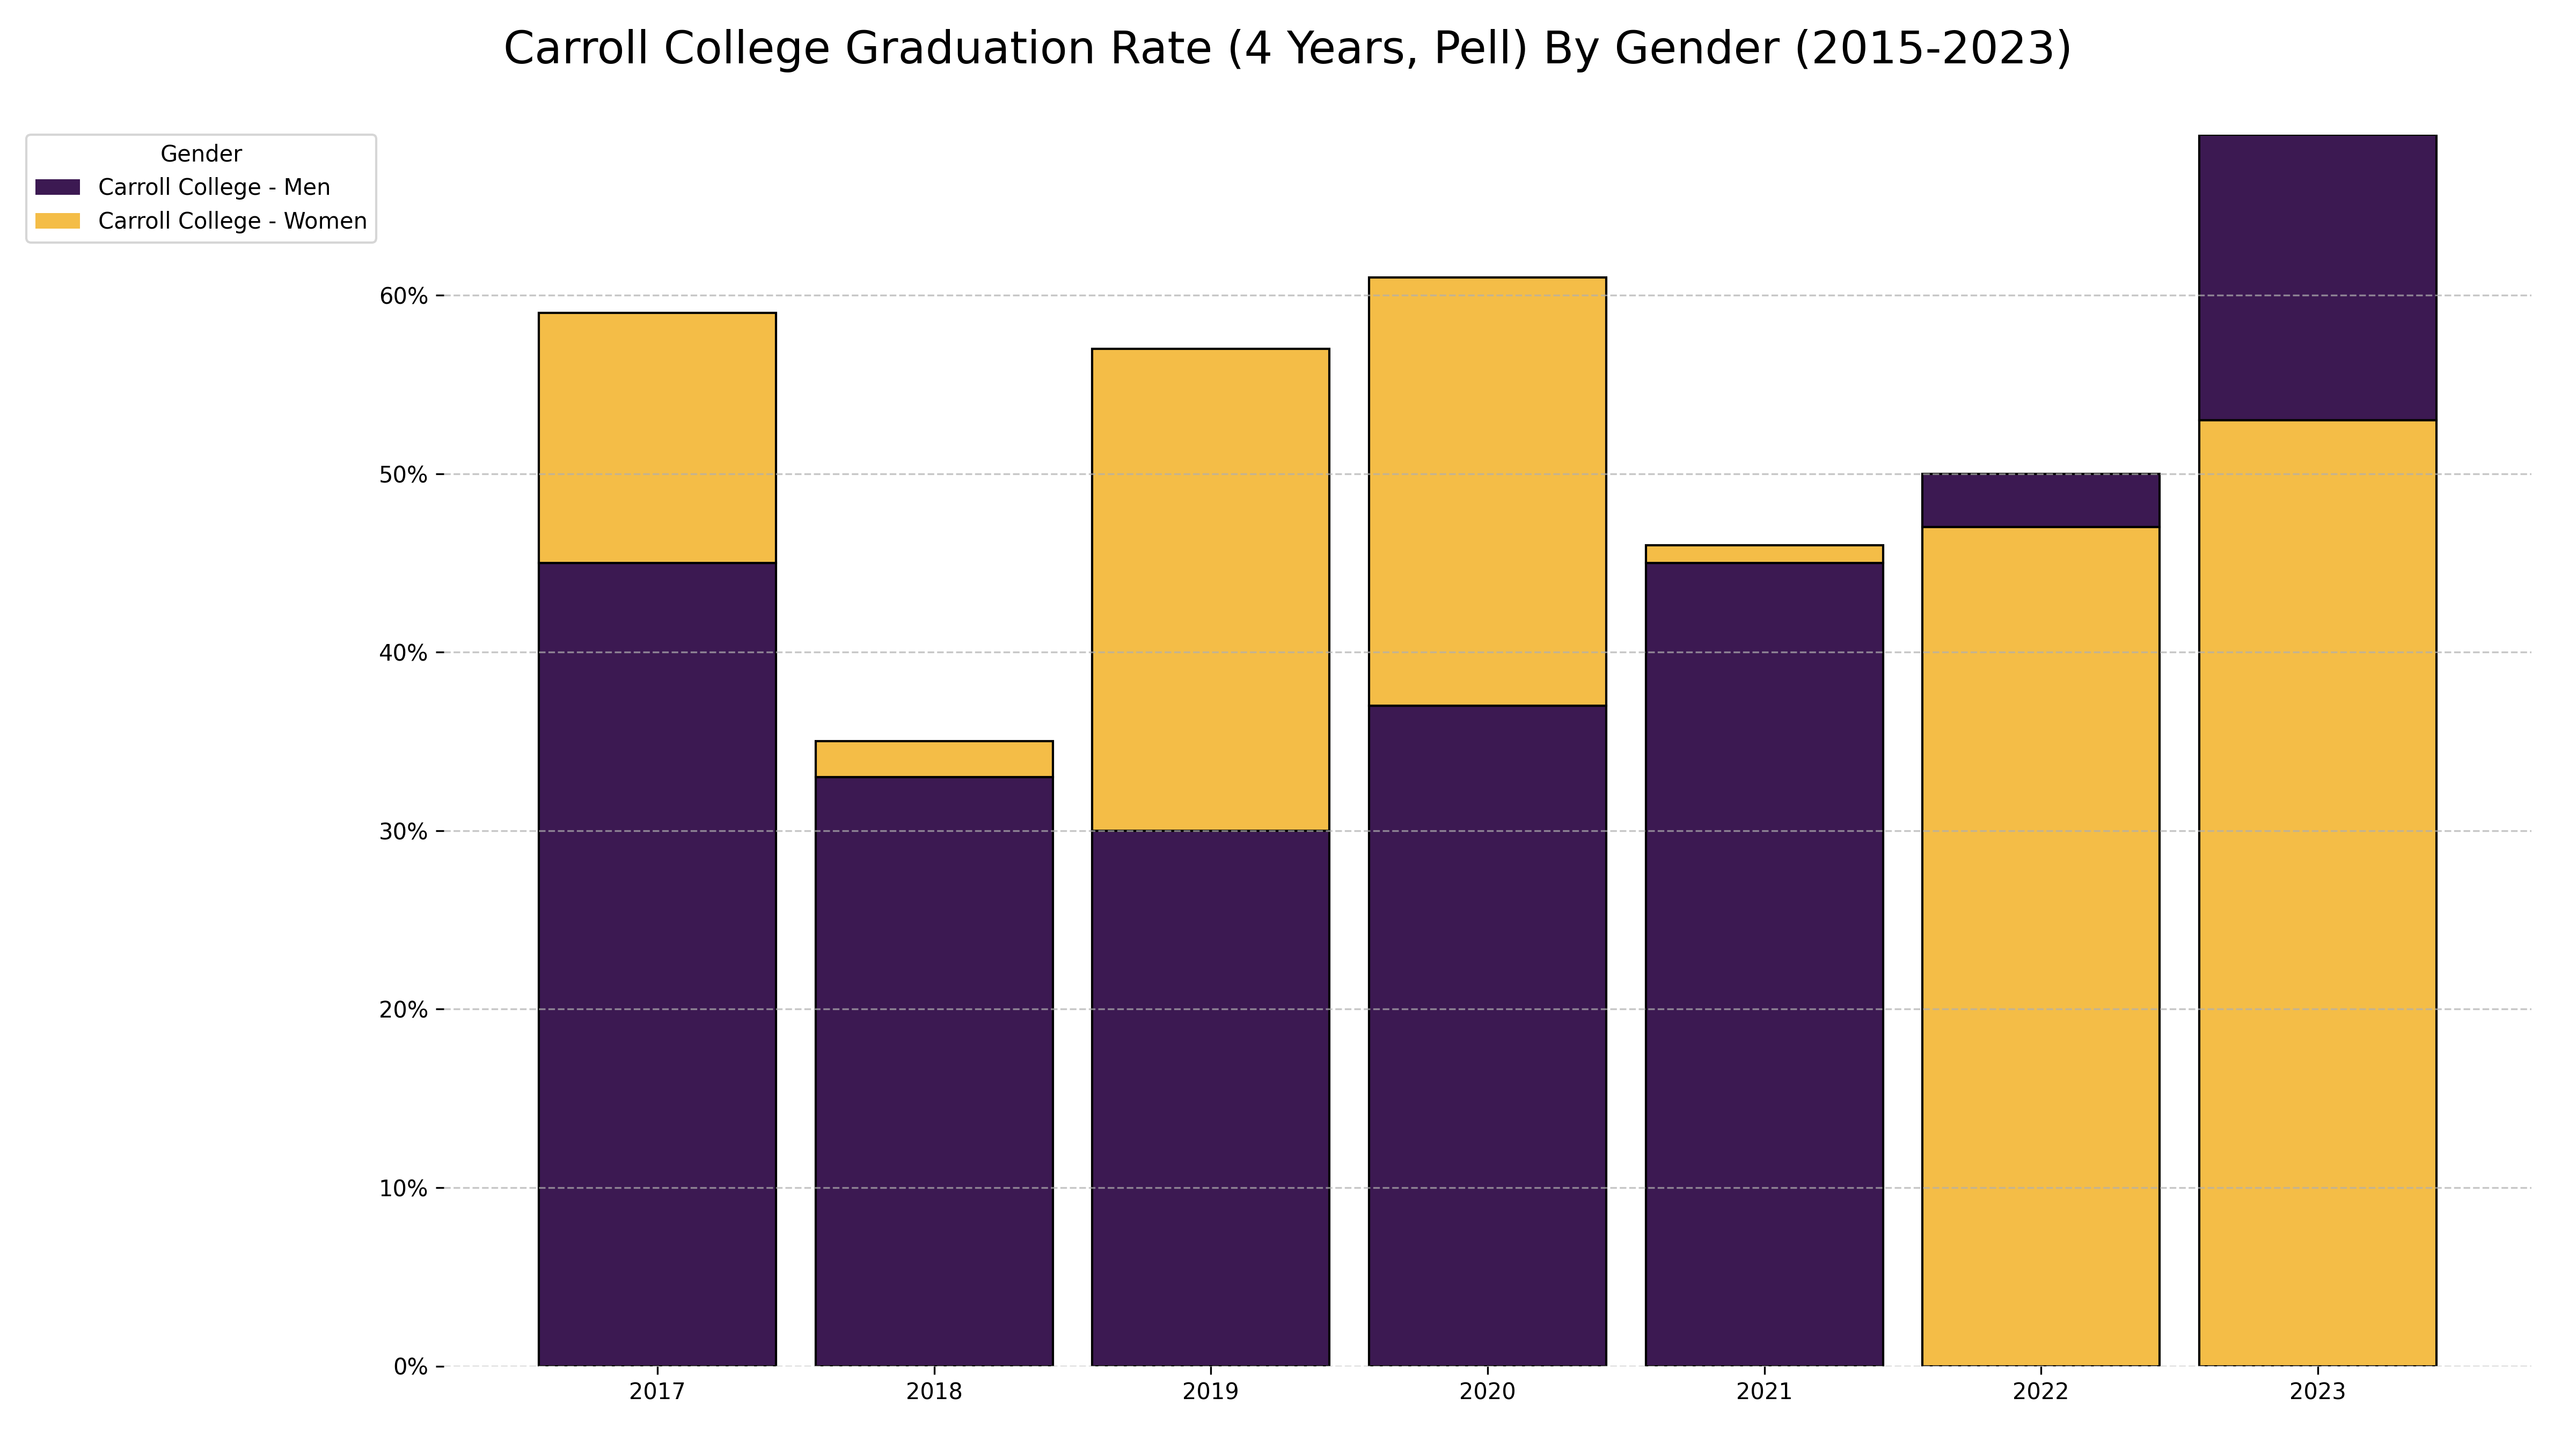 Carroll College Graduation Rate (4 Years, Pell) By Gender (2015-2023)
Gender
Carroll College - Men
Carroll College - Women
60%
50%
40%
30%
20%
10%
0%
2017 2018 2019 2020 2021 2022 2023